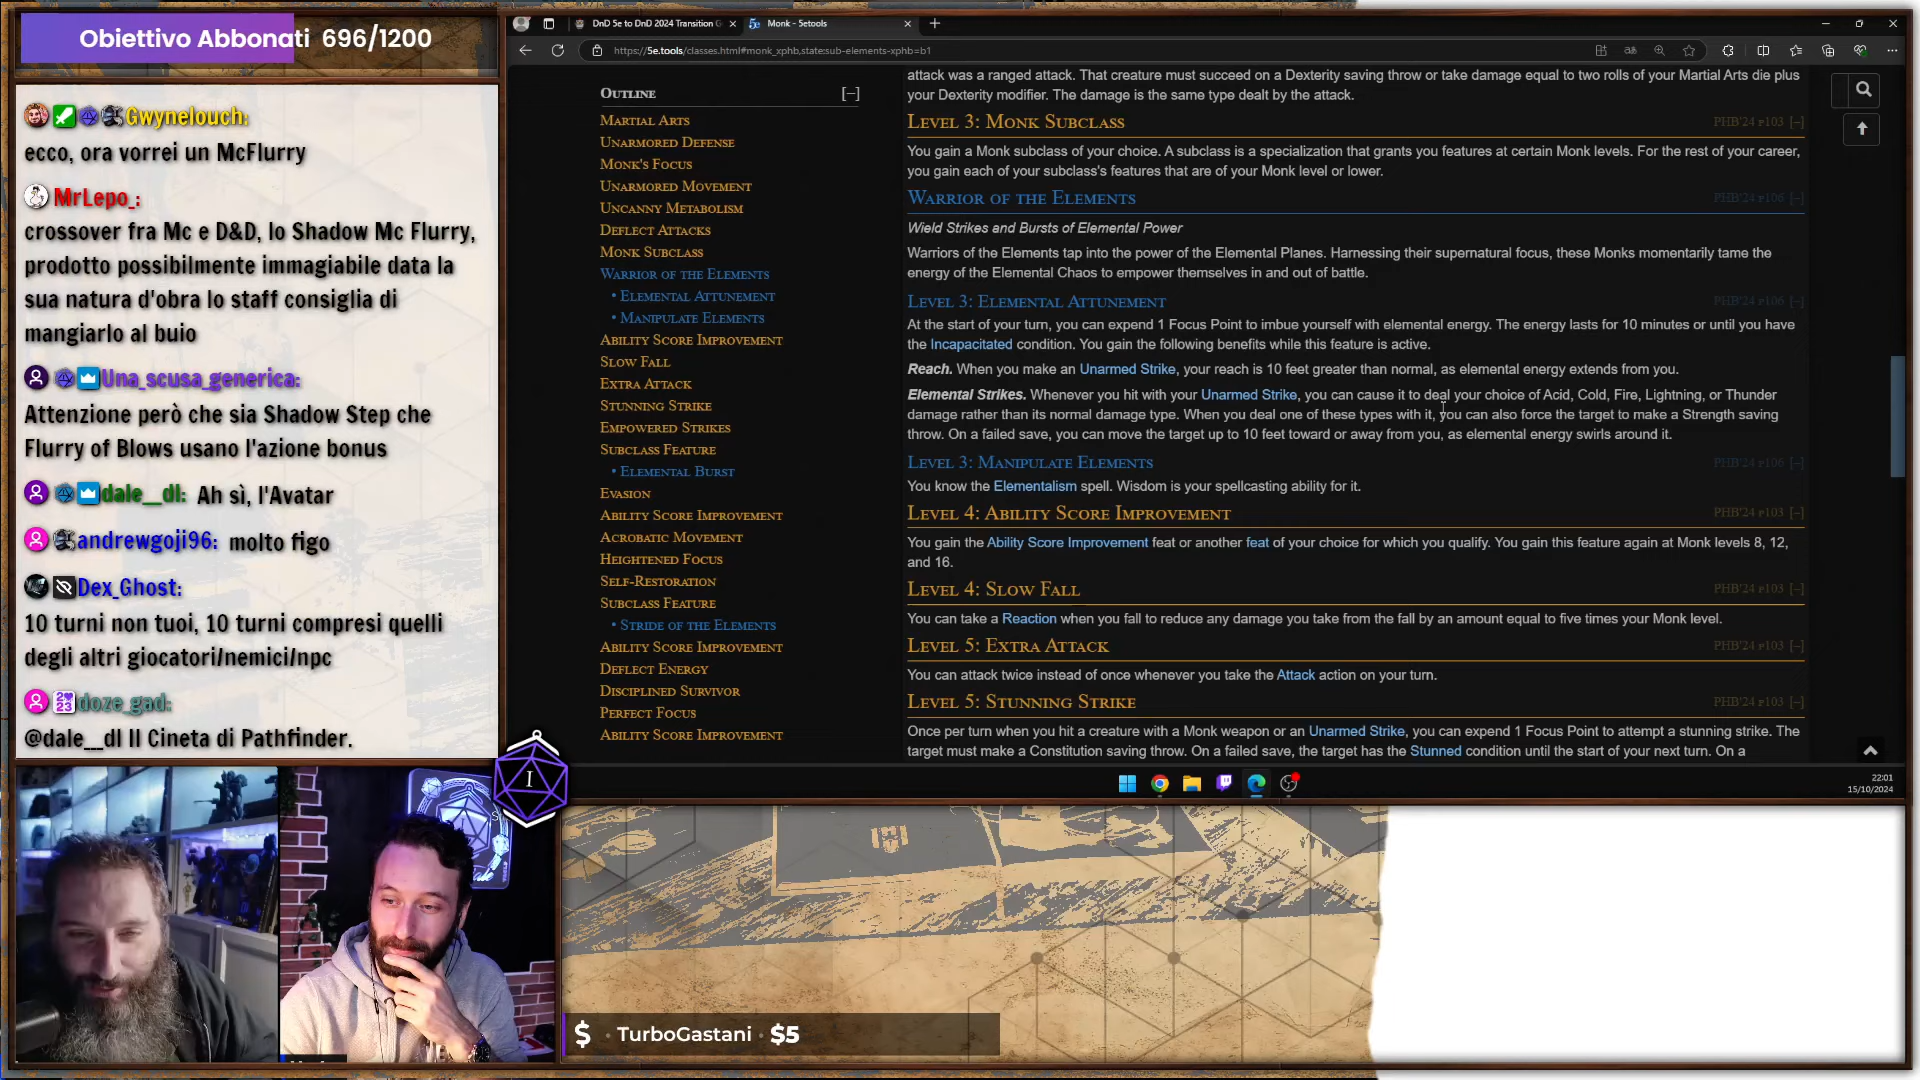 Obiettivo Abbonati 696/1200
Gwynelouch:
ecco, ora vorrei un McFlurry
MrLepo_:
crossover fra Mc e D&D, lo Shadow Mc Flurry,
prodotto possibilmente immagiabile data la
sua natura d'obra lo staff consiglia di
mangiarlo al buio
Una_scusa_generica:
Attenzione però che sia Shadow Step che
Flurry of Blows usano l'azione bonus
dale__dl: Ah sì, l'Avatar
andrewgoji96: molto figo
Dex_Ghost:
10 turni non tuoi, 10 turni compresi quelli
degli altri giocatori/nemici/npc
doze_gad:
@dale__dl Il Cineta di Pathfinder.
DnD 5e to DnD 2024 Transition G
Monk - 5etools
https://5e.tools/classes.html#monk_xphb,state:sub-elements-xphb=b1
OUTLINE [–]
MARTIAL ARTS
UNARMORED DEFENSE
MONK'S FOCUS
UNARMORED MOVEMENT
UNCANNY METABOLISM
DEFLECT ATTACKS
MONK SUBCLASS
WARRIOR OF THE ELEMENTS
• ELEMENTAL ATTUNEMENT
• MANIPULATE ELEMENTS
ABILITY SCORE IMPROVEMENT
SLOW FALL
EXTRA ATTACK
STUNNING STRIKE
EMPOWERED STRIKES
SUBCLASS FEATURE
• ELEMENTAL BURST
EVASION
ABILITY SCORE IMPROVEMENT
ACROBATIC MOVEMENT
HEIGHTENED FOCUS
SELF-RESTORATION
SUBCLASS FEATURE
• STRIDE OF THE ELEMENTS
ABILITY SCORE IMPROVEMENT
DEFLECT ENERGY
DISCIPLINED SURVIVOR
PERFECT FOCUS
ABILITY SCORE IMPROVEMENT
attack was a ranged attack. That creature must succeed on a Dexterity saving throw or take damage equal to two rolls of your Martial Arts die plus
your Dexterity modifier. The damage is the same type dealt by the attack.
LEVEL 3: MONK SUBCLASS PHB'24 P103 [–]
You gain a Monk subclass of your choice. A subclass is a specialization that grants you features at certain Monk levels. For the rest of your career,
you gain each of your subclass's features that are of your Monk level or lower.
WARRIOR OF THE ELEMENTS PHB'24 P106 [–]
Wield Strikes and Bursts of Elemental Power
Warriors of the Elements tap into the power of the Elemental Planes. Harnessing their supernatural focus, these Monks momentarily tame the
energy of the Elemental Chaos to empower themselves in and out of battle.
LEVEL 3: ELEMENTAL ATTUNEMENT PHB'24 P106 [–]
At the start of your turn, you can expend 1 Focus Point to imbue yourself with elemental energy. The energy lasts for 10 minutes or until you have
the Incapacitated condition. You gain the following benefits while this feature is active.
Reach. When you make an Unarmed Strike, your reach is 10 feet greater than normal, as elemental energy extends from you.
Elemental Strikes. Whenever you hit with your Unarmed Strike, you can cause it to deal your choice of Acid, Cold, Fire, Lightning, or Thunder
damage rather than its normal damage type. When you deal one of these types with it, you can also force the target to make a Strength saving
throw. On a failed save, you can move the target up to 10 feet toward or away from you, as elemental energy swirls around it.
LEVEL 3: MANIPULATE ELEMENTS PHB'24 P106 [–]
You know the Elementalism spell. Wisdom is your spellcasting ability for it.
LEVEL 4: ABILITY SCORE IMPROVEMENT PHB'24 P103 [–]
You gain the Ability Score Improvement feat or another feat of your choice for which you qualify. You gain this feature again at Monk levels 8, 12,
and 16.
LEVEL 4: SLOW FALL PHB'24 P103 [–]
You can take a Reaction when you fall to reduce any damage you take from the fall by an amount equal to five times your Monk level.
LEVEL 5: EXTRA ATTACK PHB'24 P103 [–]
You can attack twice instead of once whenever you take the Attack action on your turn.
LEVEL 5: STUNNING STRIKE PHB'24 P103 [–]
Once per turn when you hit a creature with a Monk weapon or an Unarmed Strike, you can expend 1 Focus Point to attempt a stunning strike. The
target must make a Constitution saving throw. On a failed save, the target has the Stunned condition until the start of your next turn. On a
22:01
15/10/2024
I
$ · TurboGastani · $5